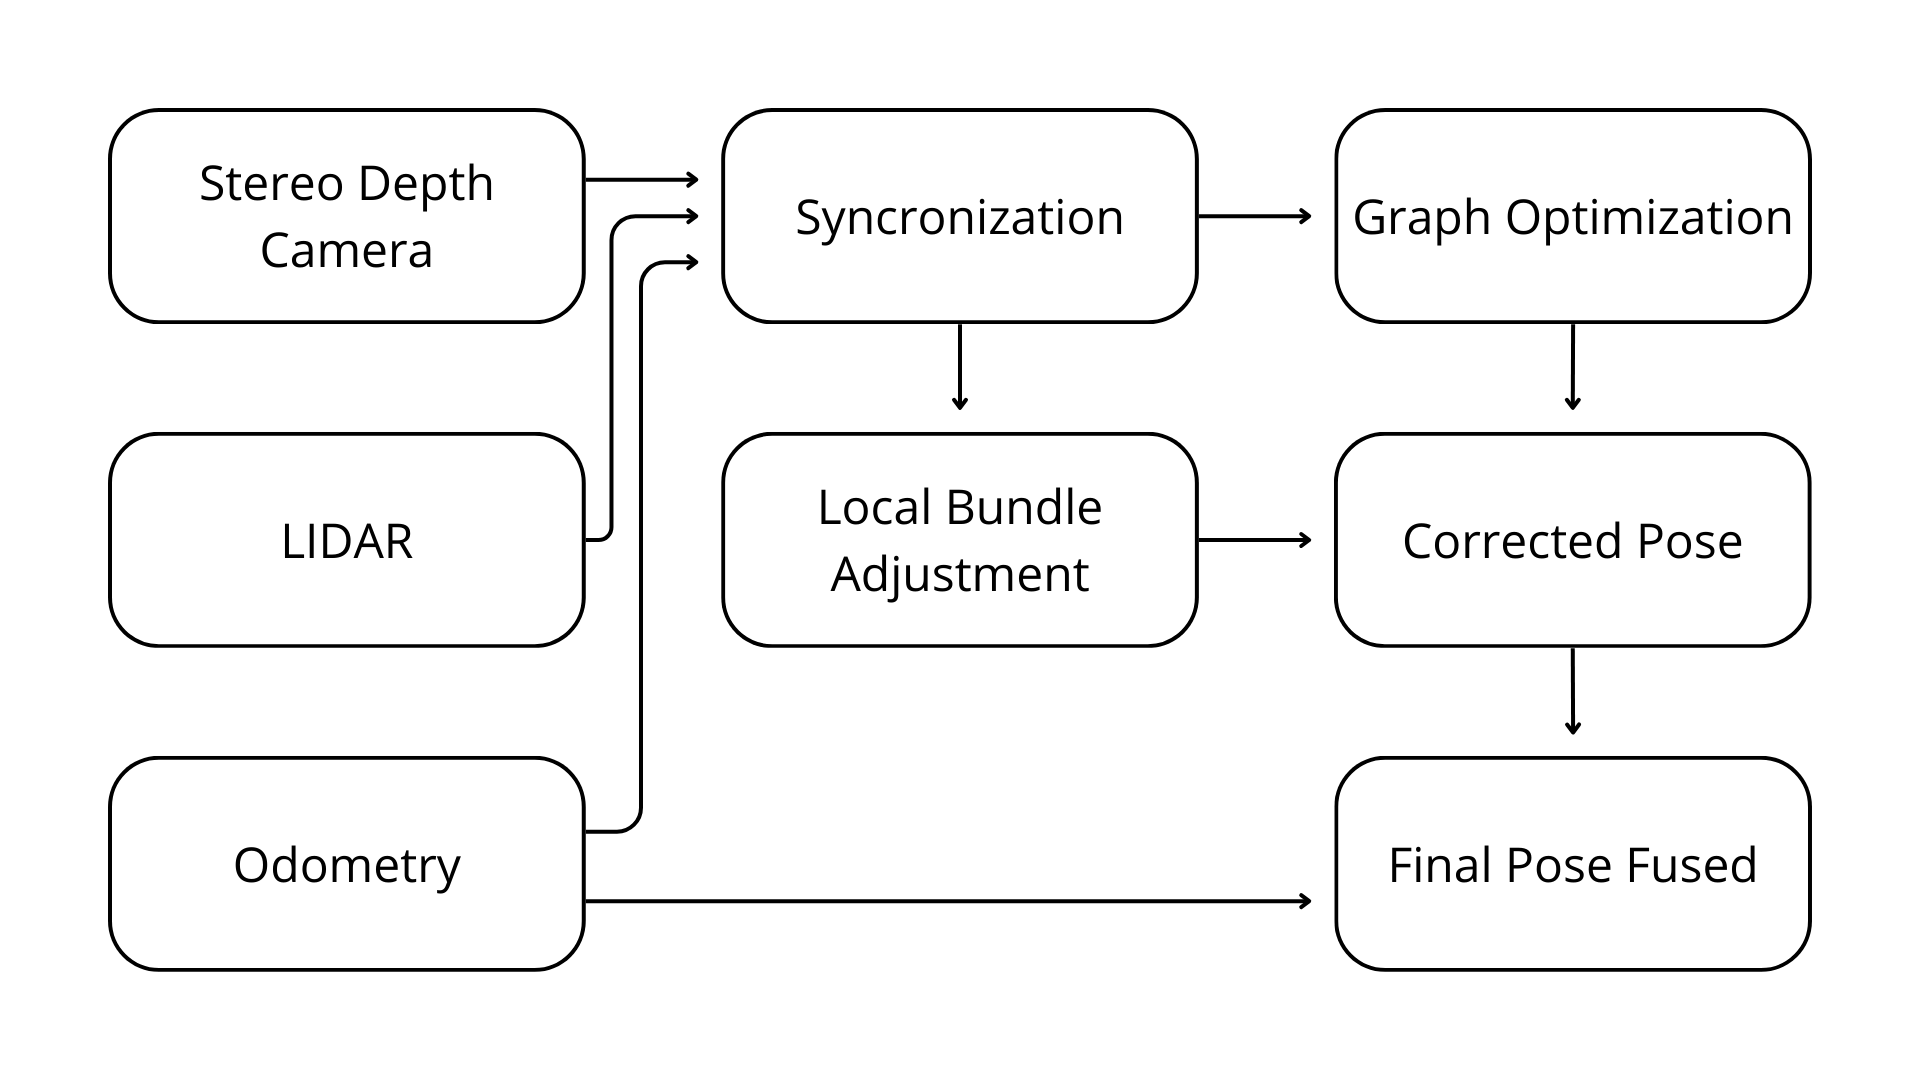 Stereo Depth
Camera
Syncronization
Graph Optimization
LIDAR
Local Bundle
Adjustment
Corrected Pose
Odometry
Final Pose Fused